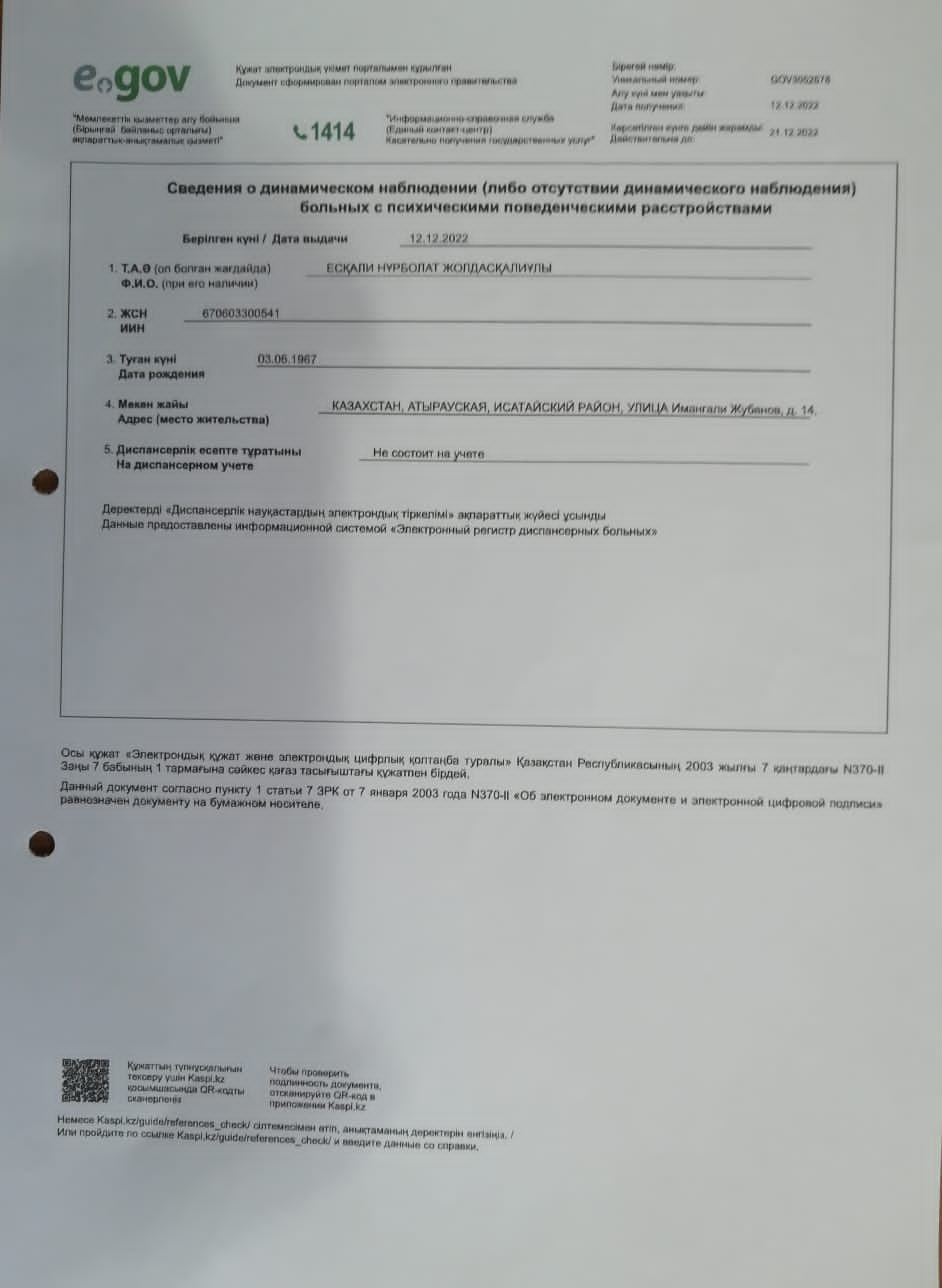 e.gov
Құжат электрондық үкімет порталымен құрылған
Документ сформирован порталом электронного правительства
Бірегей нөмір:
Уникальный номер: GOV3052678
Алу күні мен уақыты:
Дата получения: 12.12.2022
"Мемлекеттік қызметтер алу бойынша
(Бірыңғай байланыс орталығы)
ақпараттық-анықтамалық қызметі"
1414
"Информационно-справочная служба
(Единый контакт-центр)
Касательно получения государственных услуг"
Көрсетілген күнге дейін жарамды:
Действительна до: 21.12.2022
Сведения о динамическом наблюдении (либо отсутствии динамического наблюдения)
больных с психическими поведенческими расстройствами
Берілген күні / Дата выдачи 12.12.2022
1. Т.А.Ә (ол болған жағдайда) ЕСҚАЛИ НҰРБОЛАТ ЖОЛДАСҚАЛИҰЛЫ
Ф.И.О. (при его наличии)
2. ЖСН 670603300541
ИИН
3. Туған күні 03.06.1967
Дата рождения
4. Мекен жайы КАЗАХСТАН, АТЫРАУСКАЯ, ИСАТАЙСКИЙ РАЙОН, УЛИЦА Имангали Жубанов, д. 14,
Адрес (место жительства)
5. Диспансерлік есепте тұратыны Не состоит на учете
На диспансерном учете
Деректерді «Диспансерлік науқастардың электрондық тіркелімі» ақпараттық жүйесі ұсынды
Данные предоставлены информационной системой «Электронный регистр диспансерных больных»
Осы құжат «Электрондық құжат және электрондық цифрлық қолтаңба туралы» Қазақстан Республикасының 2003 жылғы 7 қаңтардағы N370-II
Заңы 7 бабының 1 тармағына сәйкес қағаз тасығыштағы құжатпен бірдей.
Данный документ согласно пункту 1 статьи 7 ЗРК от 7 января 2003 года N370-II «Об электронном документе и электронной цифровой подписи»
равнозначен документу на бумажном носителе.
Құжаттың түпнұсқалығын
тексеру үшін Kaspi.kz
қосымшасында QR-кодты
сканерлеңіз
Чтобы проверить
подлинность документа,
отсканируйте QR-код в
приложении Kaspi.kz
Немесе Kaspi.kz/guide/references_check/ сілтемесімен өтіп, анықтаманың деректерін енгізіңіз. /
Или пройдите по ссылке Kaspi.kz/guide/references_check/ и введите данные со справки.